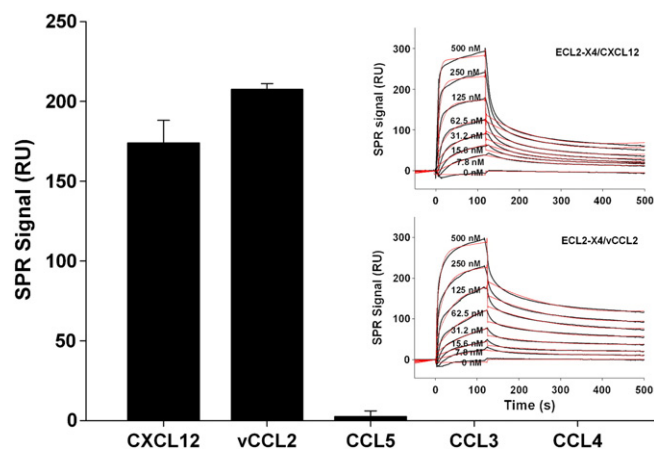 250
200
150
100
50
0
SPR Signal (RU)
CXCL12
vCCL2
CCL5
CCL3
CCL4
ECL2-X4/CXCL12
300
200
100
0
SPR signal (RU)
500 nM
250 nM
125 nM
62.5 nM
31.2 nM
15.6 nM
7.8 nM
0 nM
0 100 200 300 400 500
ECL2-X4/vCCL2
300
200
100
0
SPR signal (RU)
500 nM
250 nM
125 nM
62.5 nM
31.2 nM
15.6 nM
7.8 nM
0 nM
0 100 200 300 400 500
Time (s)